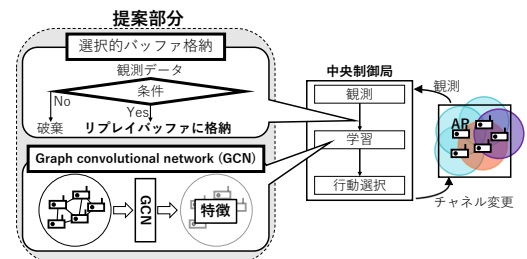 提案部分
選択的バッファ格納
観測データ
条件
No
Yes
破棄
リプレイバッファに格納
Graph convolutional network (GCN)
GCN
特徴
中央制御局
観測
学習
行動選択
観測
AP
チャネル変更